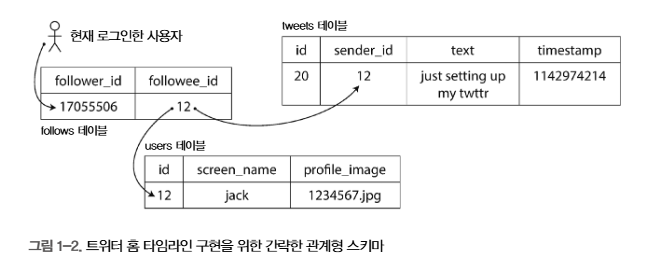 현재 로그인한 사용자
tweets 테이블
id sender_id text timestamp
20 12 just setting up 1142974214
my twttr
follower_id followee_id
17055506 12
follows 테이블
users 테이블
id screen_name profile_image
12 jack 1234567.jpg
그림 1-2. 트위터 홈 타임라인 구현을 위한 간략한 관계형 스키마